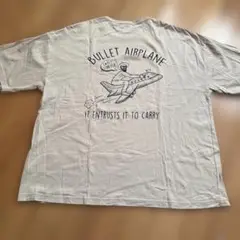 BULLET AIRPLANE
IT ENTRUSTS IT TO CARRY